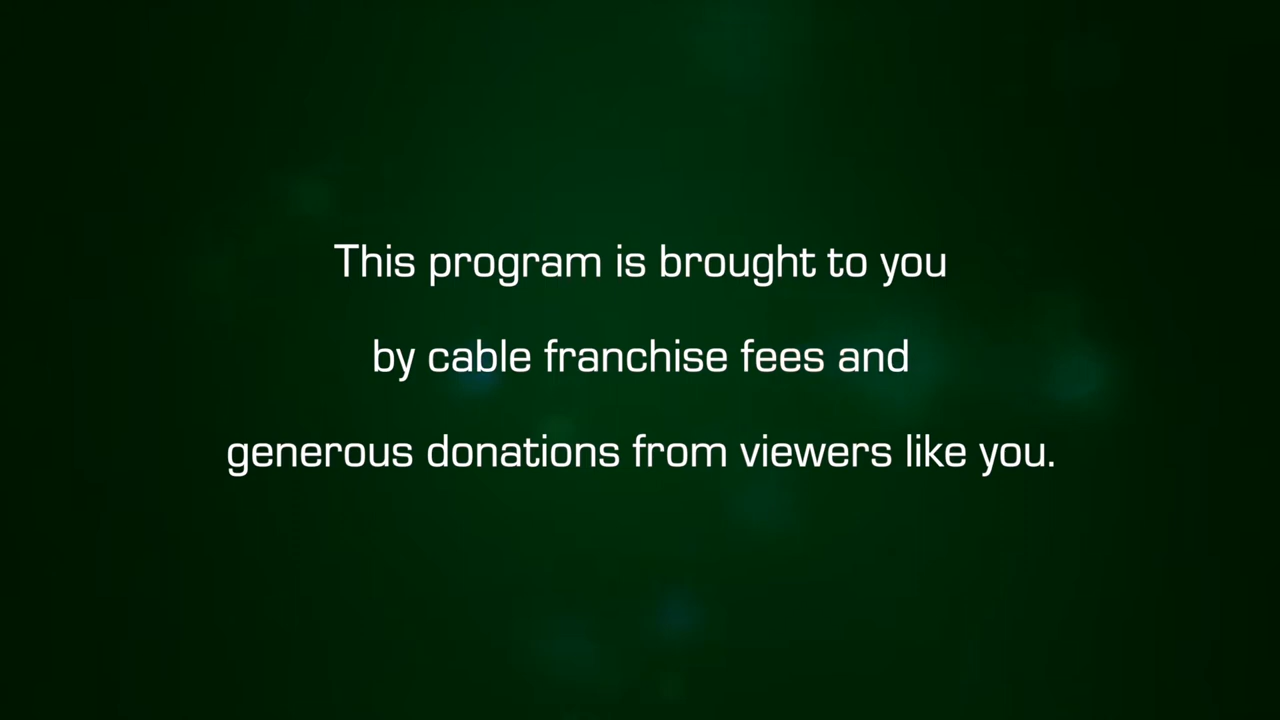 This program is brought to you
by cable franchise fees and
generous donations from viewers like you.